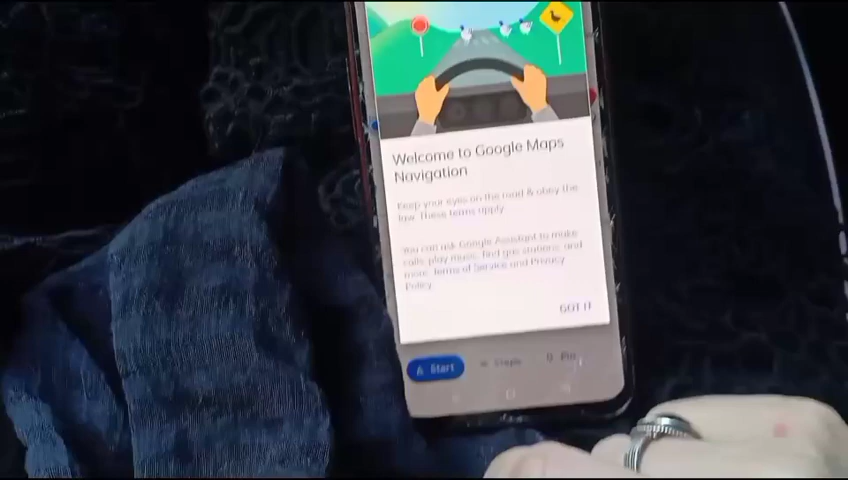 Welcome to Google Maps
Navigation
Keep your eyes on the road & obey the
law. These terms apply.
You can ask Google Assistant to make
calls, play music, find gas stations, and
more. Terms of Service and Privacy
Policy.
GOT IT
Start